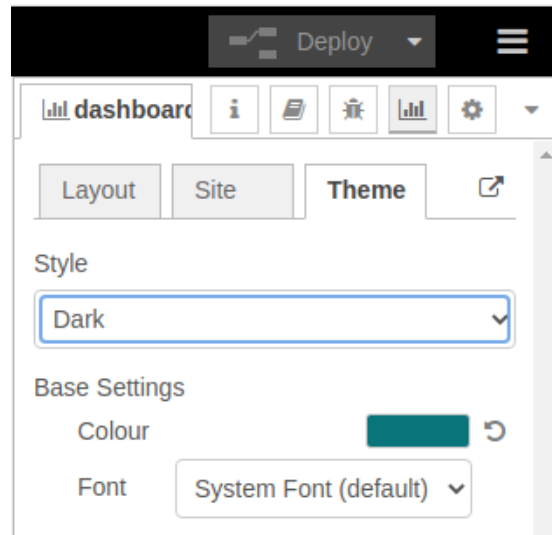 Deploy
dashboard
Layout Site Theme
Style
Dark
Base Settings
Colour
Font System Font (default)